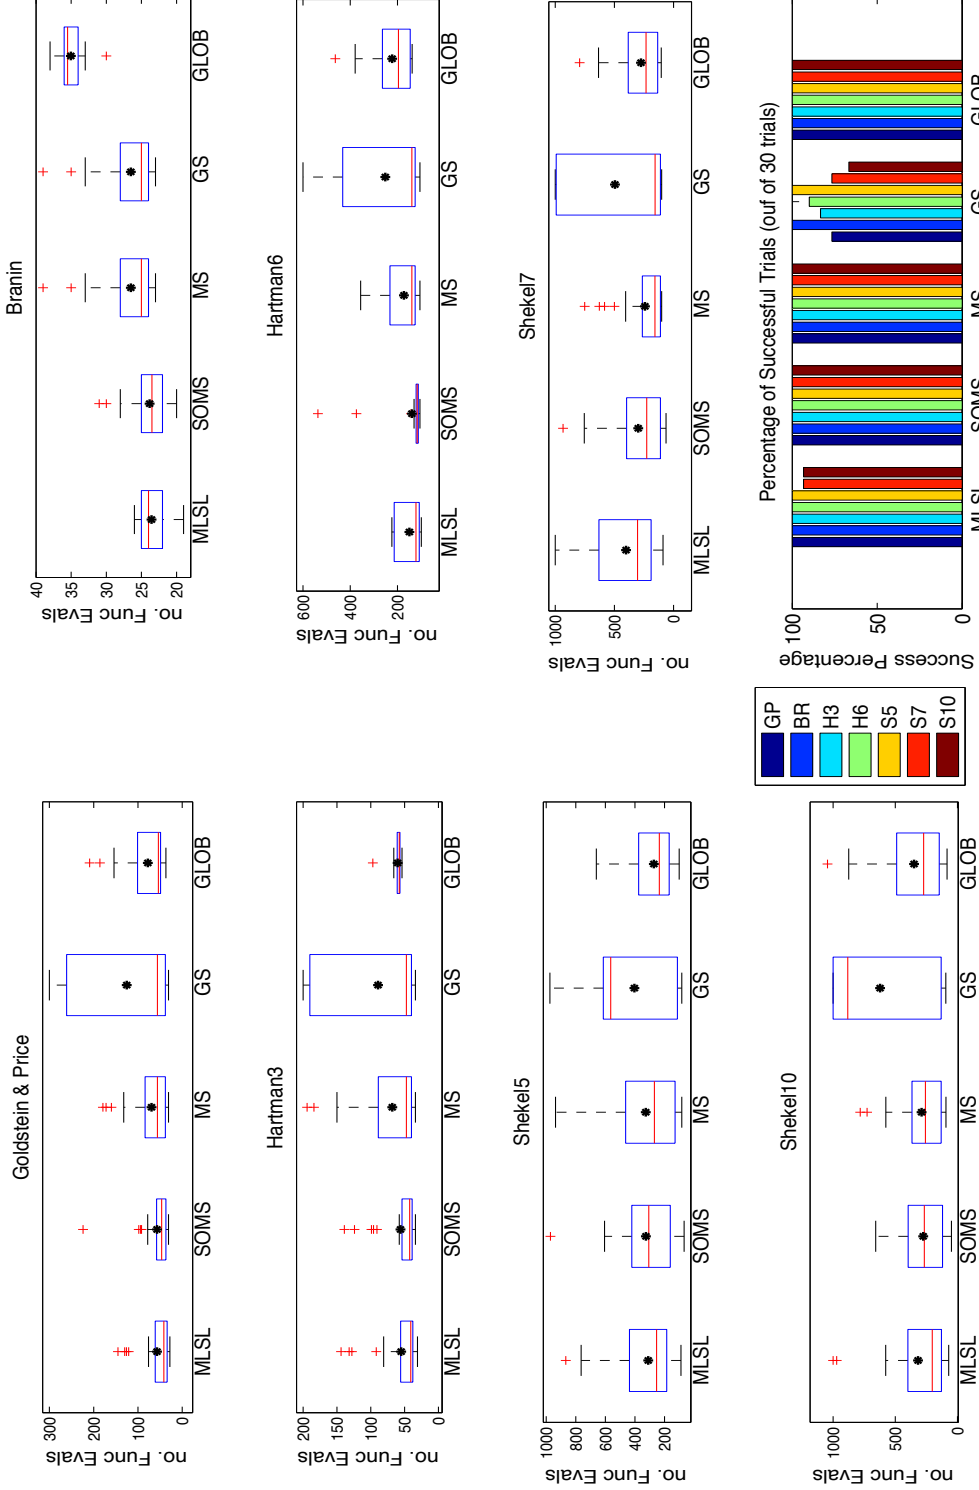 Goldstein & Price
300
200
100
0
no. Func Evals
MLSL SOMS MS GS GLOB
Branin
40
35
30
25
20
no. Func Evals
MLSL SOMS MS GS GLOB
Hartman3
200
150
100
50
0
no. Func Evals
MLSL SOMS MS GS GLOB
Hartman6
600
400
200
no. Func Evals
MLSL SOMS MS GS GLOB
Shekel5
1000
800
600
400
200
no. Func Evals
MLSL SOMS MS GS GLOB
Shekel7
1000
500
0
no. Func Evals
MLSL SOMS MS GS GLOB
Shekel10
1000
500
0
no. Func Evals
MLSL SOMS MS GS GLOB
GP
BR
H3
H6
S5
S7
S10
Percentage of Successful Trials (ouf of 30 trials)
100
50
0
Success Percentage
MLSL SOMS MS GS GLOB